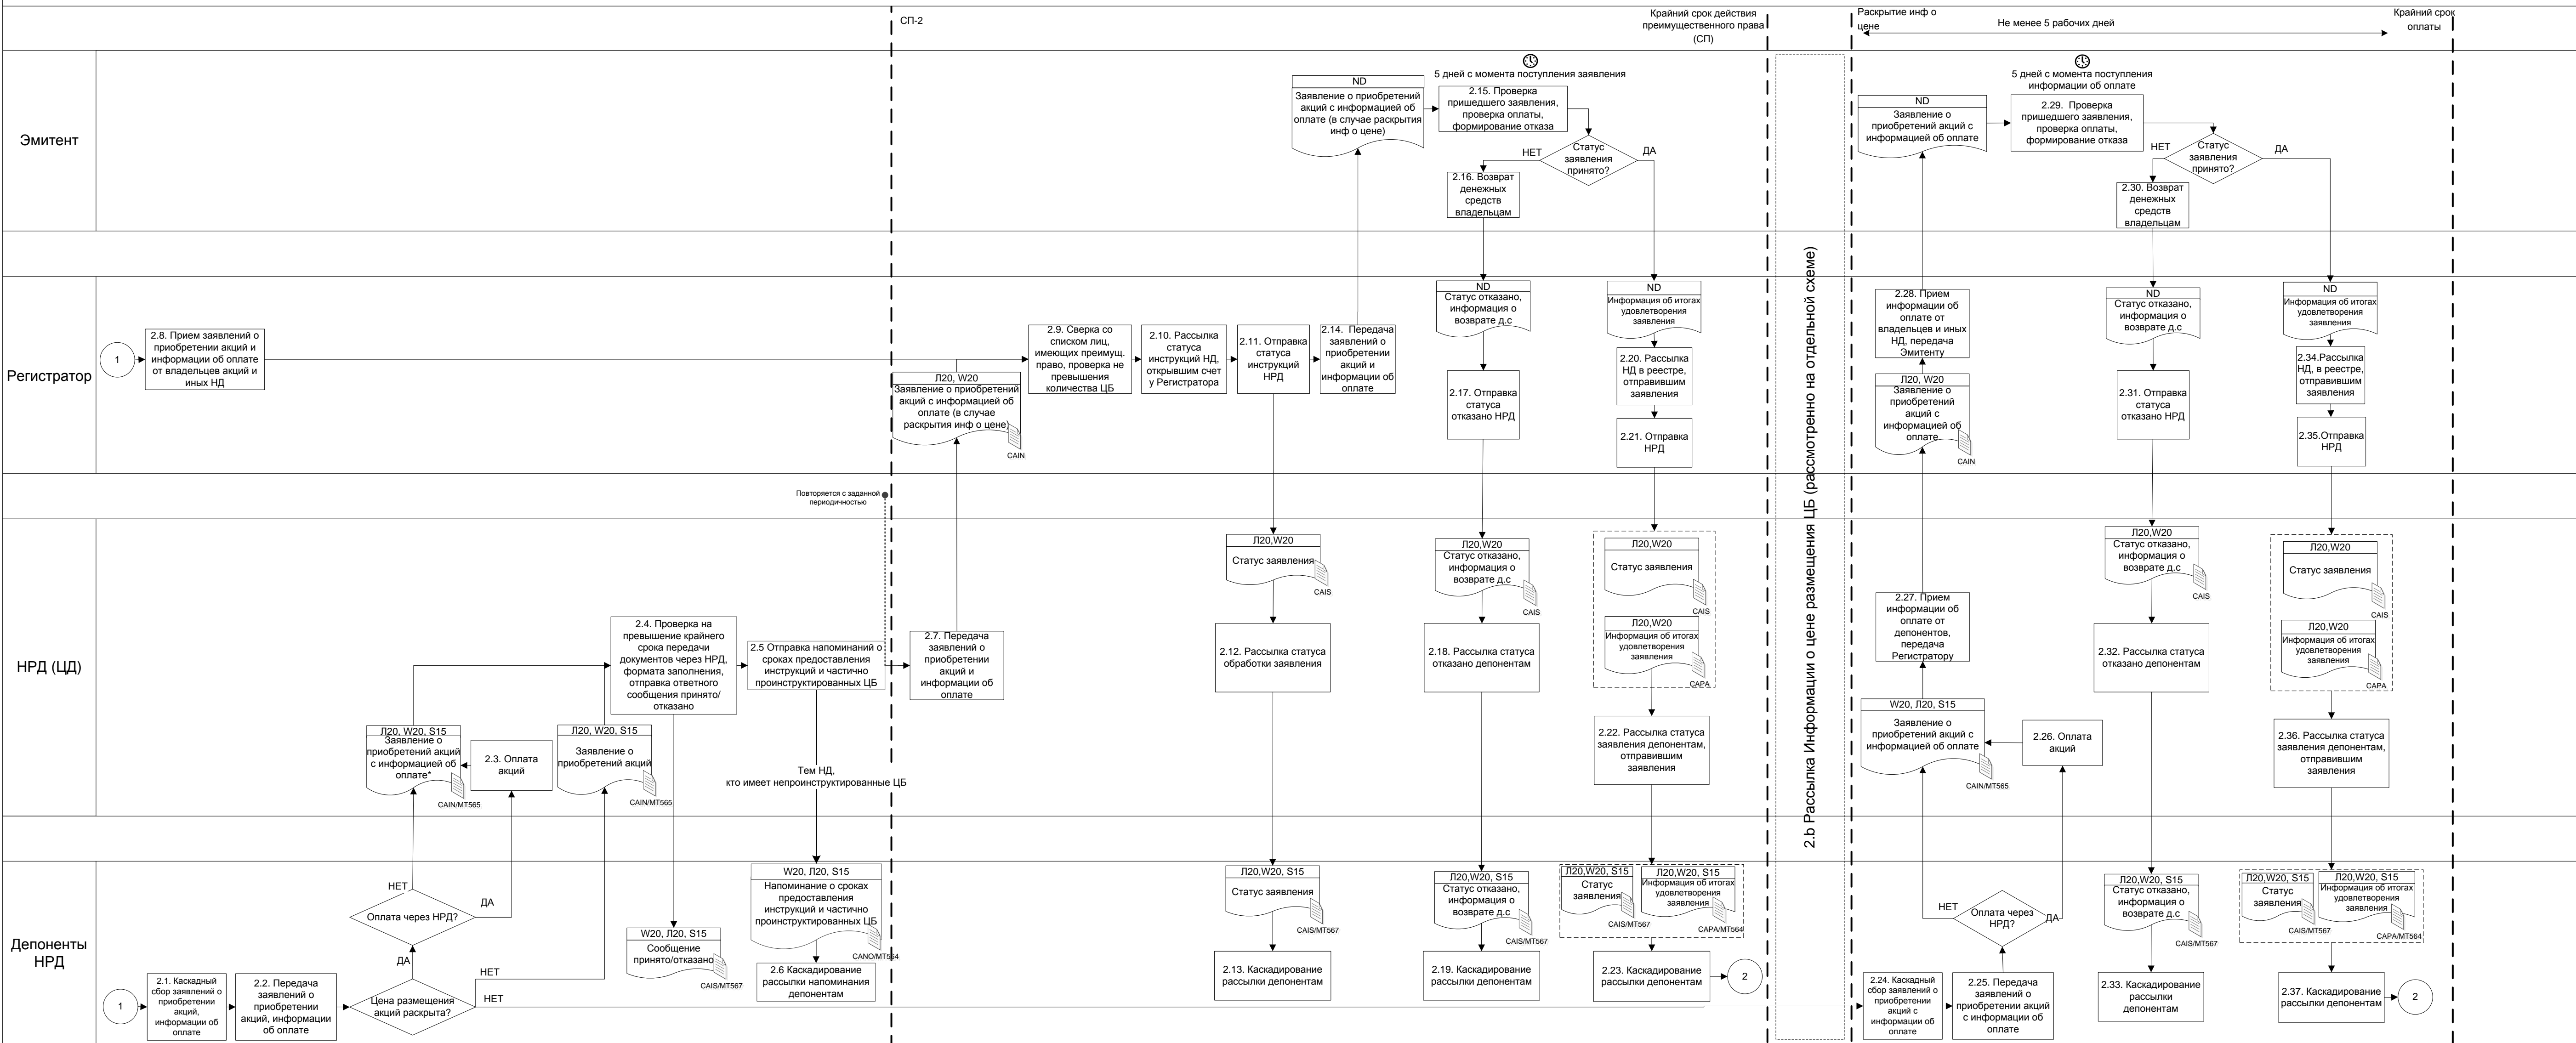 СП-2
Крайний срок действия
преимущественного права
(СП)
Раскрытие инф о
цене
Не менее 5 рабочих дней
Крайний срок
оплаты
Эмитент
ND
Заявление о приобретений
акций с информацией об
оплате (в случае раскрытия
инф о цене)
5 дней с момента поступления заявления
2.15. Проверка
пришедшего заявления,
проверка оплаты,
формирование отказа
Статус
заявления
принято?
НЕТ
ДА
2.16. Возврат
денежных
средств
владельцам
ND
Заявление о
приобретений акций с
информацией об оплате
5 дней с момента поступления
информации об оплате
2.29. Проверка
пришедшего заявления,
проверка оплаты,
формирование отказа
НЕТ
Статус
заявления
принято?
ДА
2.30. Возврат
денежных
средств
владельцам
Регистратор
1
2.8. Прием заявлений о
приобретении акций и
информации об оплате
от владельцев акций и
иных НД
Л20, W20
Заявление о приобретений
акций с информацией об
оплате (в случае
раскрытия инф о цене)
CAIN
2.9. Сверка со
списком лиц,
имеющих преимущ.
право, проверка не
превышения
количества ЦБ
2.10. Рассылка
статуса
инструкций НД,
открывшим счет
у Регистратора
2.11. Отправка
статуса
инструкций
НРД
2.14. Передача
заявлений о
приобретении
акций и
информации об
оплате
ND
Статус отказано,
информация о
возврате д.с
2.17. Отправка
статуса
отказано НРД
ND
Информация об итогах
удовлетворения
заявления
2.20. Рассылка
НД в реестре,
отправившим
заявления
2.21. Отправка
НРД
2.28. Прием
информации об
оплате от
владельцев и иных
НД, передача
Эмитенту
Л20, W20
Заявление о
приобретений
акций с
информацией об
оплате
CAIN
ND
Статус отказано,
информация о
возврате д.с
2.31. Отправка
статуса
отказано НРД
ND
Информация об итогах
удовлетворения
заявления
2.34.Рассылка
НД, в реестре,
отправившим
заявления
2.35.Отправка
НРД
2.b Рассылка Информации о цене размещения ЦБ (рассмотренно на отдельной схеме)
НРД (ЦД)
Повторяется с заданной
периодичностью
Л20, W20, S15
Заявление о
приобретений акций
с информацией об
оплате*
CAIN/MT565
2.3. Оплата
акций
Л20, W20, S15
Заявление о
приобретений акций
CAIN/MT565
2.4. Проверка на
превышение крайнего
срока передачи
документов через НРД,
формата заполнения,
отправка ответного
сообщения принято/
отказано
2.5 Отправка напоминаний о
сроках предоставления
инструкций и частично
проинструктированных ЦБ
Тем НД,
кто имеет непроинструктированные ЦБ
2.7. Передача
заявлений о
приобретении
акций и
информации об
оплате
Л20,W20
Статус заявления
CAIS
2.12. Рассылка статуса
обработки заявления
Л20,W20
Статус отказано,
информация о
возврате д.с
CAIS
2.18. Рассылка статуса
отказано депонентам
Л20,W20
Статус заявления
CAIS
Л20,W20
Информация об итогах
удовлетворения
заявления
CAPA
2.22. Рассылка статуса
заявления депонентам,
отправившим
заявления
2.27. Прием
информации об
оплате от
депонентов,
передача
Регистратору
W20, Л20, S15
Заявление о
приобретений акций с
информацией об оплате
CAIN/MT565
2.26. Оплата
акций
Л20,W20
Статус отказано,
информация о
возврате д.с
CAIS
2.32. Рассылка статуса
отказано депонентам
Л20,W20
Статус заявления
CAIS
Л20,W20
Информация об итогах
удовлетворения
заявления
CAPA
2.36. Рассылка статуса
заявления депонентам,
отправившим
заявления
Депоненты
НРД
1
2.1. Каскадный
сбор заявлений о
приобретении
акций,
информации об
оплате
2.2. Передача
заявлений о
приобретении
акций, информации
об оплате
НЕТ
Оплата через НРД?
ДА
ДА
Цена размещения
акций раскрыта?
НЕТ
НЕТ
W20, Л20, S15
Сообщение
принято/отказано
CAIS/MT567
W20, Л20, S15
Напоминание о сроках
предоставления
инструкций и частично
проинструктированных ЦБ
CANO/MT564
2.6 Каскадирование
рассылки напоминания
депонентам
Л20,W20, S15
Статус заявления
CAIS/MT567
2.13. Каскадирование
рассылки депонентам
Л20,W20, S15
Статус отказано,
информация о
возврате д.с
CAIS/MT567
2.19. Каскадирование
рассылки депонентам
Л20,W20, S15
Статус
заявления
CAIS/MT567
Л20,W20, S15
Информация об итогах
удовлетворения
заявления
CAPA/MT564
2.23. Каскадирование
рассылки депонентам
2
НЕТ
Оплата через
НРД?
ДА
2.24. Каскадный
сбор заявлений о
приобретении
акций с
информации об
оплате
2.25. Передача
заявлений о
приобретении акций
с информации об
оплате
Л20,W20, S15
Статус отказано,
информация о
возврате д.с
CAIS/MT567
2.33. Каскадирование
рассылки
депонентам
Л20,W20, S15
Статус
заявления
CAIS/MT567
Л20,W20, S15
Информация об итогах
удовлетворения
заявления
CAPA/MT564
2.37. Каскадирование
рассылки депонентам
2